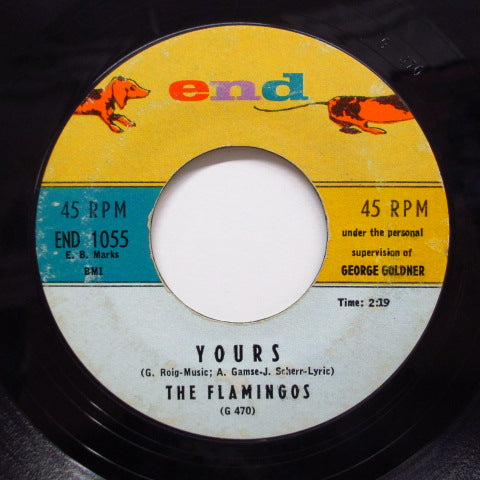 end
45 RPM
END 1055
E. B. Marks
BMI
45 RPM
under the personal
supervision of
GEORGE GOLDNER
Time: 2:19
YOURS
(G. Roig-Music; A. Gamse-J. Scherr-Lyric)
THE FLAMINGOS
(G 470)